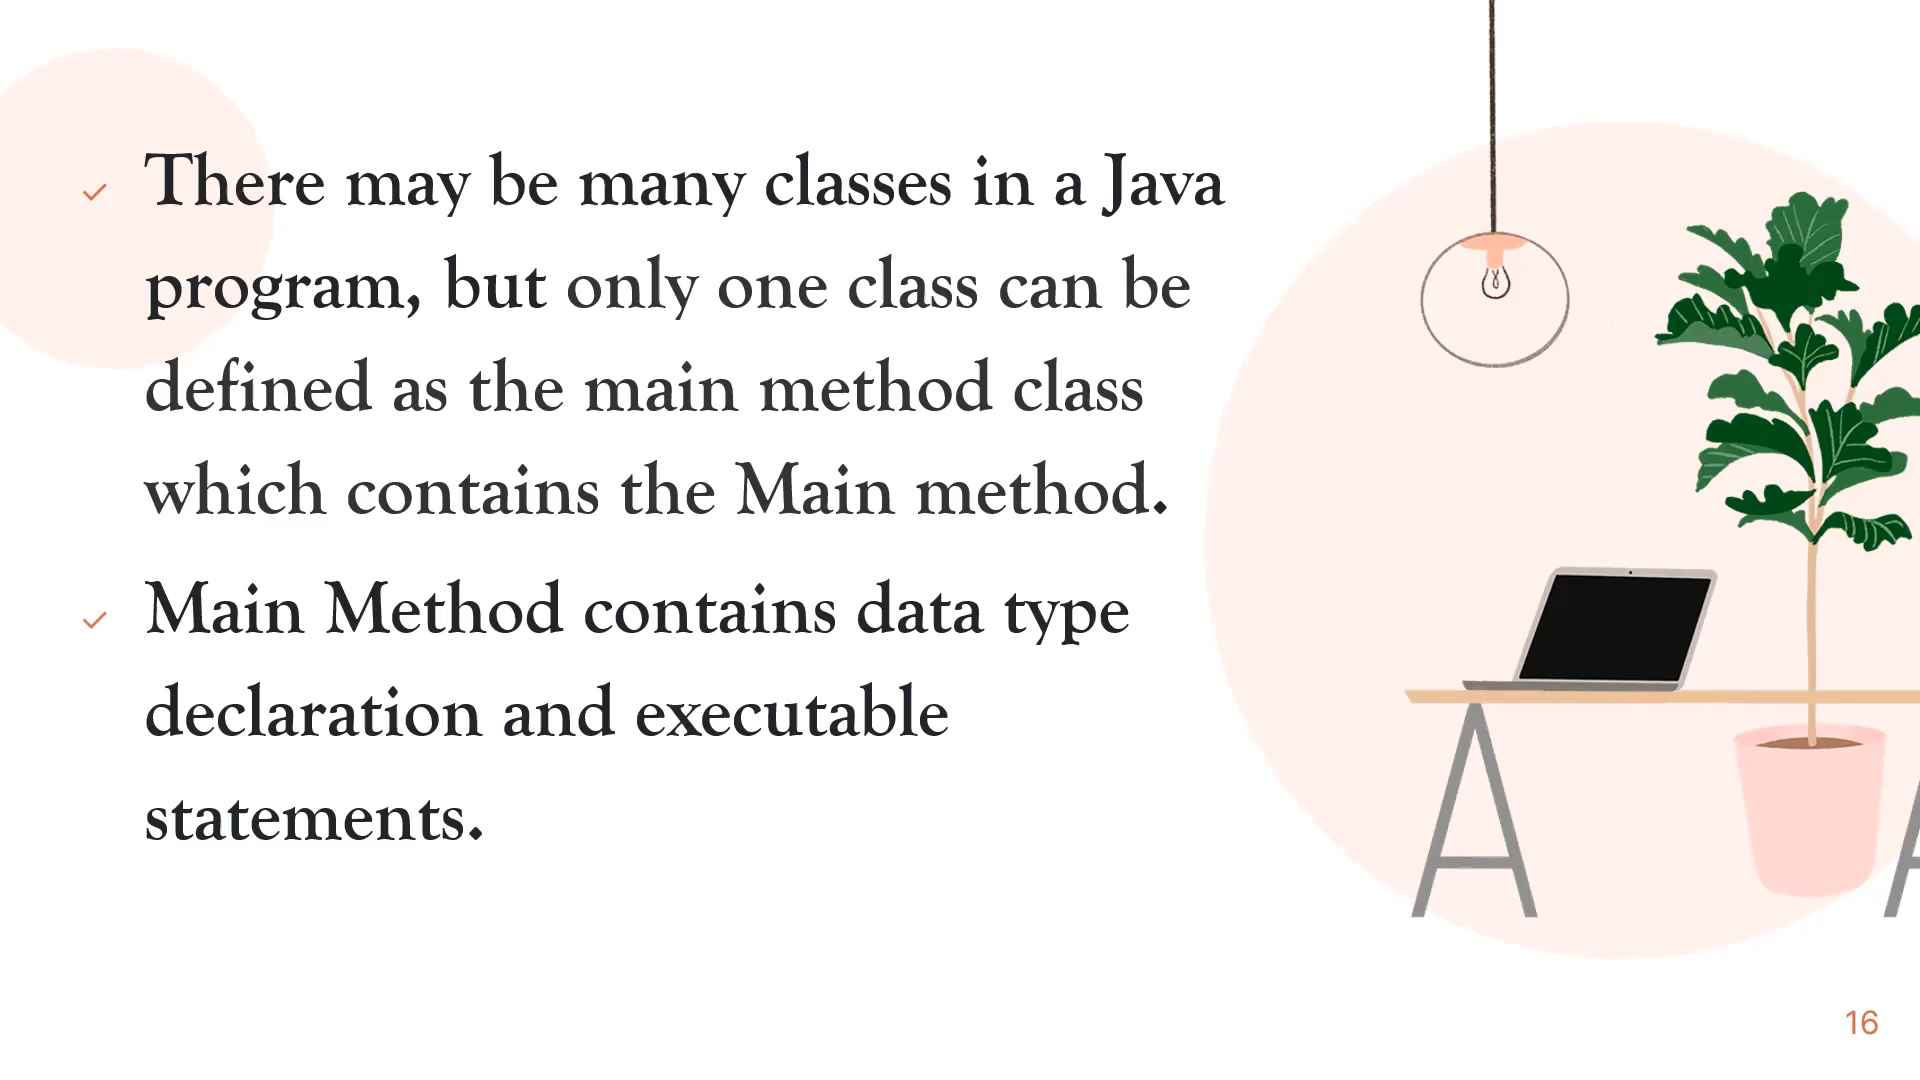 There may be many classes in a Java
program, but only one class can be
defined as the main method class
which contains the Main method.
Main Method contains data type
declaration and executable
statements.
16